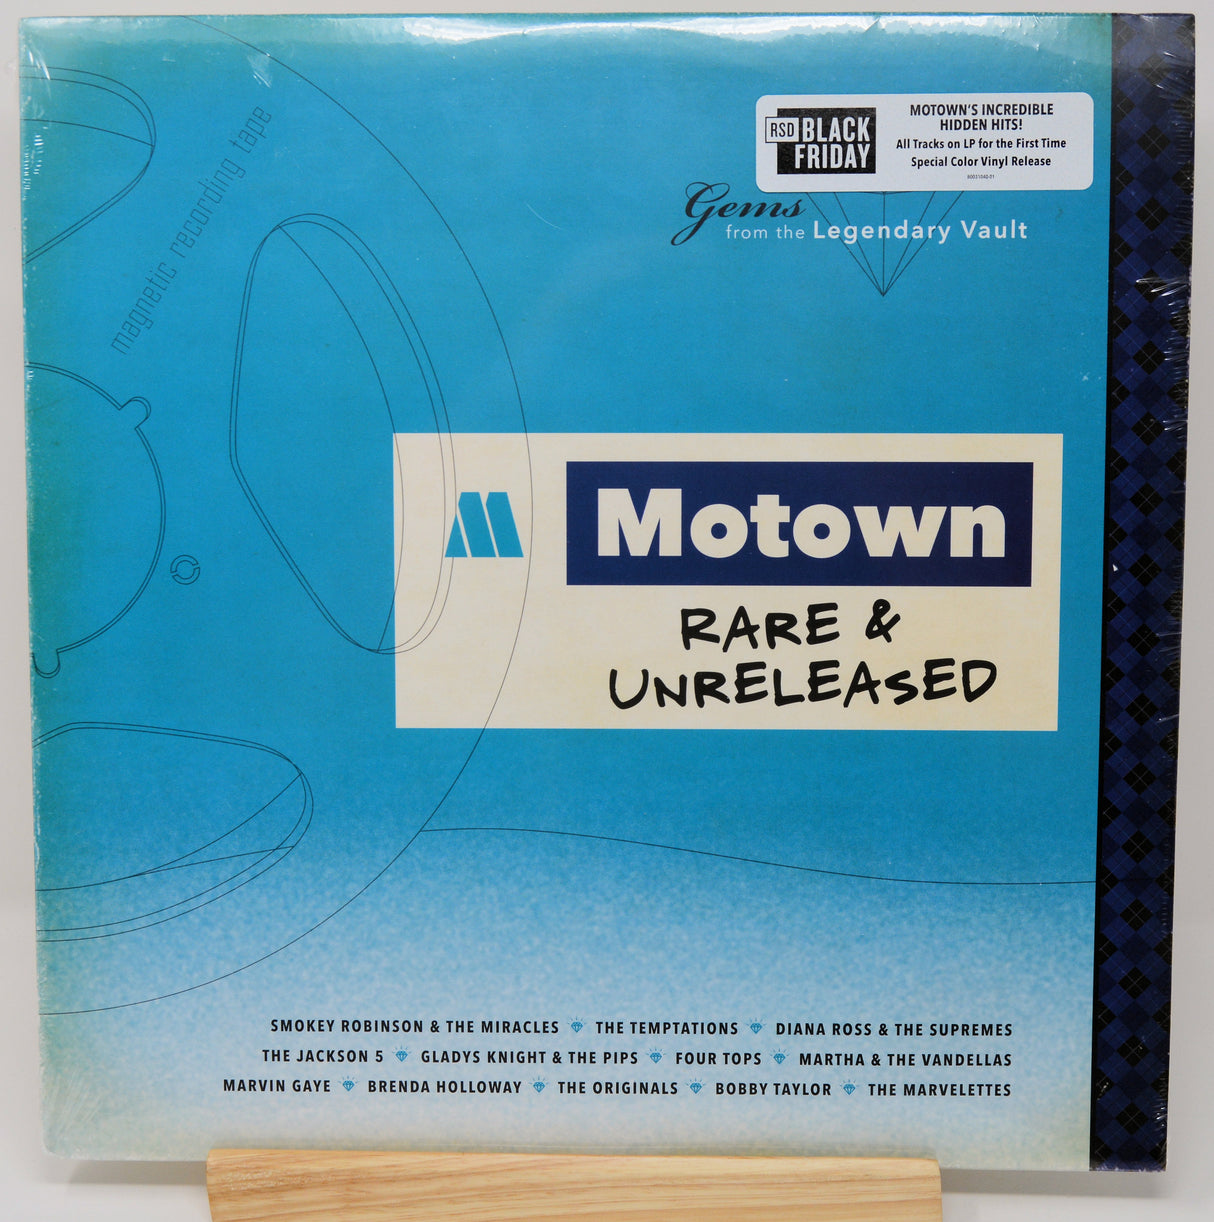 RSD BLACK FRIDAY
MOTOWN'S INCREDIBLE
HIDDEN HITS!
All Tracks on LP for the First Time
Special Color Vinyl Release
Gems
from the Legendary Vault
magnetic recording tape
M
Motown
RARE &
UNRELEASED
SMOKEY ROBINSON & THE MIRACLES THE TEMPTATIONS DIANA ROSS & THE SUPREMES
THE JACKSON 5 GLADYS KNIGHT & THE PIPS FOUR TOPS MARTHA & THE VANDELLAS
MARVIN GAYE BRENDA HOLLOWAY THE ORIGINALS BOBBY TAYLOR THE MARVELETTES